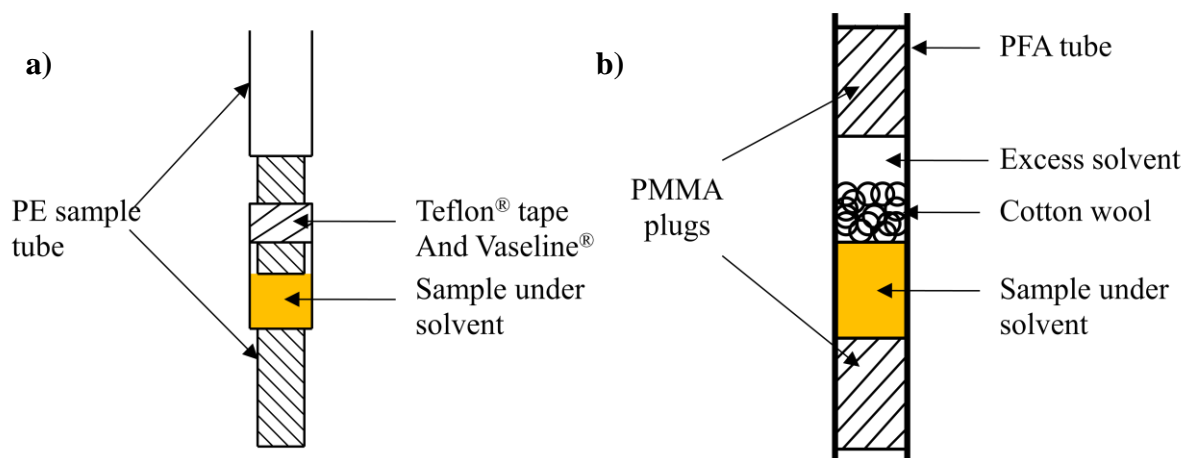 a)
PE sample
tube
Teflon® tape
And Vaseline®
Sample under
solvent
b)
PMMA
plugs
PFA tube
Excess solvent
Cotton wool
Sample under
solvent